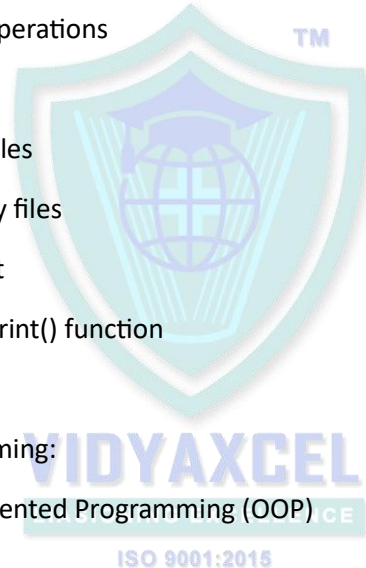 perations
TM
les
y files
t
rint() function
ming:
VIDYAXCEL
ented Programming (OOP)
ISO 9001:2015